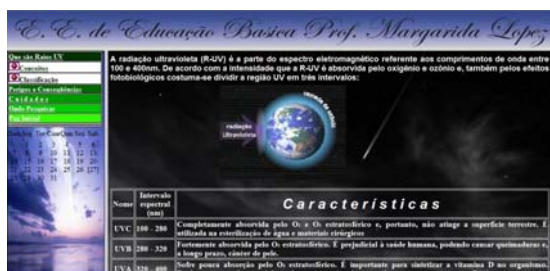 E. E. de Educação Basica Prof. Margarida Lopez
Que são Raios UV
Conceitos
Classificação
Perigos e Conseqüências
Cuidados
Onde Pesquisar
Pag Inicial
A radiação ultravioleta (R-UV) é a parte do espectro eletromagnético referente aos comprimentos de onda entre
100 e 400nm. De acordo com a intensidade que a R-UV é absorvida pelo oxigênio e ozônio e, também pelos efeitos
fotobiológicos costuma-se dividir a região UV em três intervalos:
camada de ozônio
radiação
Ultravioleta
Nome
Intervalo
espectral
(nm)
Características
UVC 100 - 280 Completamente absorvida pelo O₂ e O₃ estratosférico e, portanto, não atinge a superfície terrestre. É
utilizada na esterilização de água e materiais cirúrgicos
UVB 280 - 320 Fortemente absorvida pelo O₃ estratosférico. É prejudicial à saúde humana, podendo causar queimaduras e,
a longo prazo, câncer de pele.
UVA 320 - 400 Sofre pouca absorção pelo O₃ estratosférico. É importante para sintetizar a vitamina D no organismo.